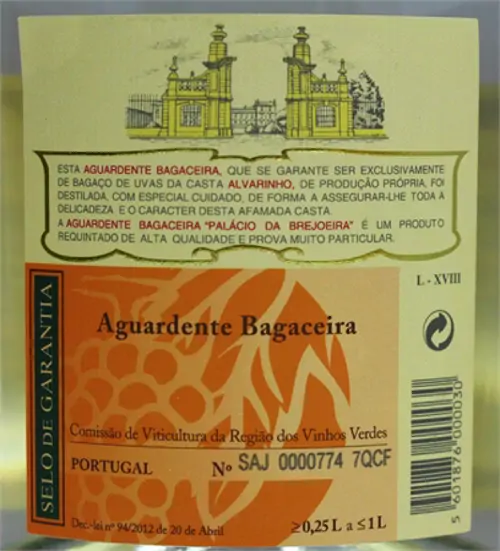 ESTA AGUARDENTE BAGACEIRA, QUE SE GARANTE SER EXCLUSIVAMENTE
DE BAGAÇO DE UVAS DA CASTA ALVARINHO, DE PRODUÇÃO PRÓPRIA, FOI
DESTILADA, COM ESPECIAL CUIDADO, DE FORMA A ASSEGURAR-LHE TODA A
DELICADEZA E O CARACTER DESTA AFAMADA CASTA.
A AGUARDENTE BAGACEIRA "PALÁCIO DA BREJOEIRA" É UM PRODUTO
REQUINTADO DE ALTA QUALIDADE E PROVA MUITO PARTICULAR.
L - XVIII
SELO DE GARANTIA
Aguardente Bagaceira
Comissão de Viticultura da Região dos Vinhos Verdes
PORTUGAL Nº SAJ 0000774 7QCF
Dec.-lei nº 94/2012 de 20 de Abril ≥0,25 L a ≤1 L
5 601876 000030